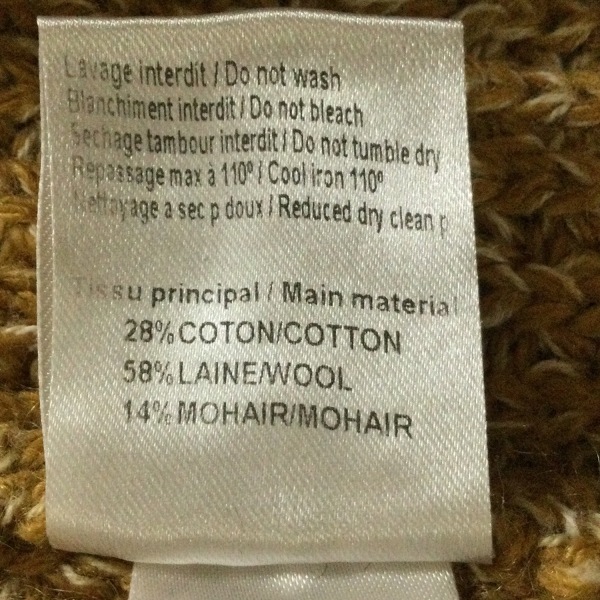 Lavage interdit / Do not wash
Blanchiment interdit / Do not bleach
Sechage tambour interdit / Do not tumble dry
Repassage max à 110º / Cool iron 110º
Nettoyage a sec p doux / Reduced dry clean p
Tissu principal / Main material
28% COTON/COTTON
58% LAINE/WOOL
14% MOHAIR/MOHAIR